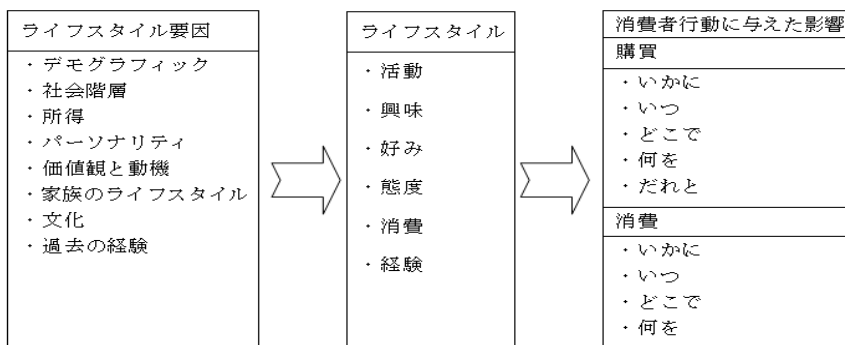 ライフスタイル要因
・デモグラフィック
・社会階層
・所得
・パーソナリティ
・価値観と動機
・家族のライフスタイル
・文化
・過去の経験
ライフスタイル
・活動
・興味
・好み
・態度
・消費
・経験
消費者行動に与えた影響
購買
・いかに
・いつ
・どこで
・何を
・だれと
消費
・いかに
・いつ
・どこで
・何を